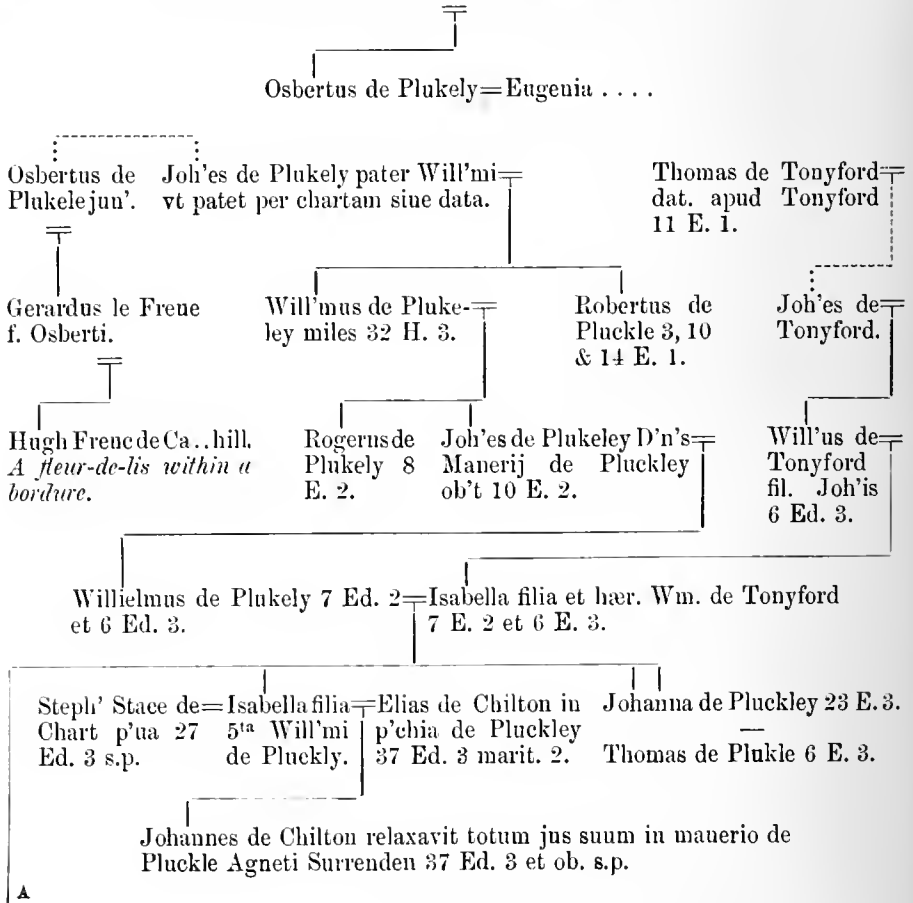 Osbertus de Plukely=Eugenia . . . .
Osbertus de
Plukele jun'.
Joh'es de Plukely pater Will'mi
vt patet per chartam sine data.
Thomas de Tonyford
dat. apud Tonyford
11 E. 1.
Gerardus le Frene
f. Osberti.
Will'mus de Pluke-
ley miles 32 H. 3.
Robertus de
Pluckle 3, 10
& 14 E. 1.
Joh'es de
Tonyford.
Hugh Frene de Ca..hill.
A fleur-de-lis within a
bordure.
Rogerus de
Plukely 8
E. 2.
Joh'es de Plukeley D'n's
Manerij de Pluckley
ob't 10 E. 2.
Will'us de
Tonyford
fil. Joh'is
6 Ed. 3.
Willielmus de Plukely 7 Ed. 2=Isabella filia et hær. Wm. de Tonyford
et 6 Ed. 3.
7 E. 2 et 6 E. 3.
Steph' Stace de=
Chart p'ua 27
Ed. 3 s.p.
Isabella filia
5ta Will'mi
de Pluckly.
=Elias de Chilton in
p'chia de Pluckley
37 Ed. 3 marit. 2.
Johanna de Pluckley 23 E. 3.
—
Thomas de Plukle 6 E. 3.
Johannes de Chilton relaxavit totum jus suum in manerio de
Pluckle Agneti Surrenden 37 Ed. 3 et ob. s.p.
A